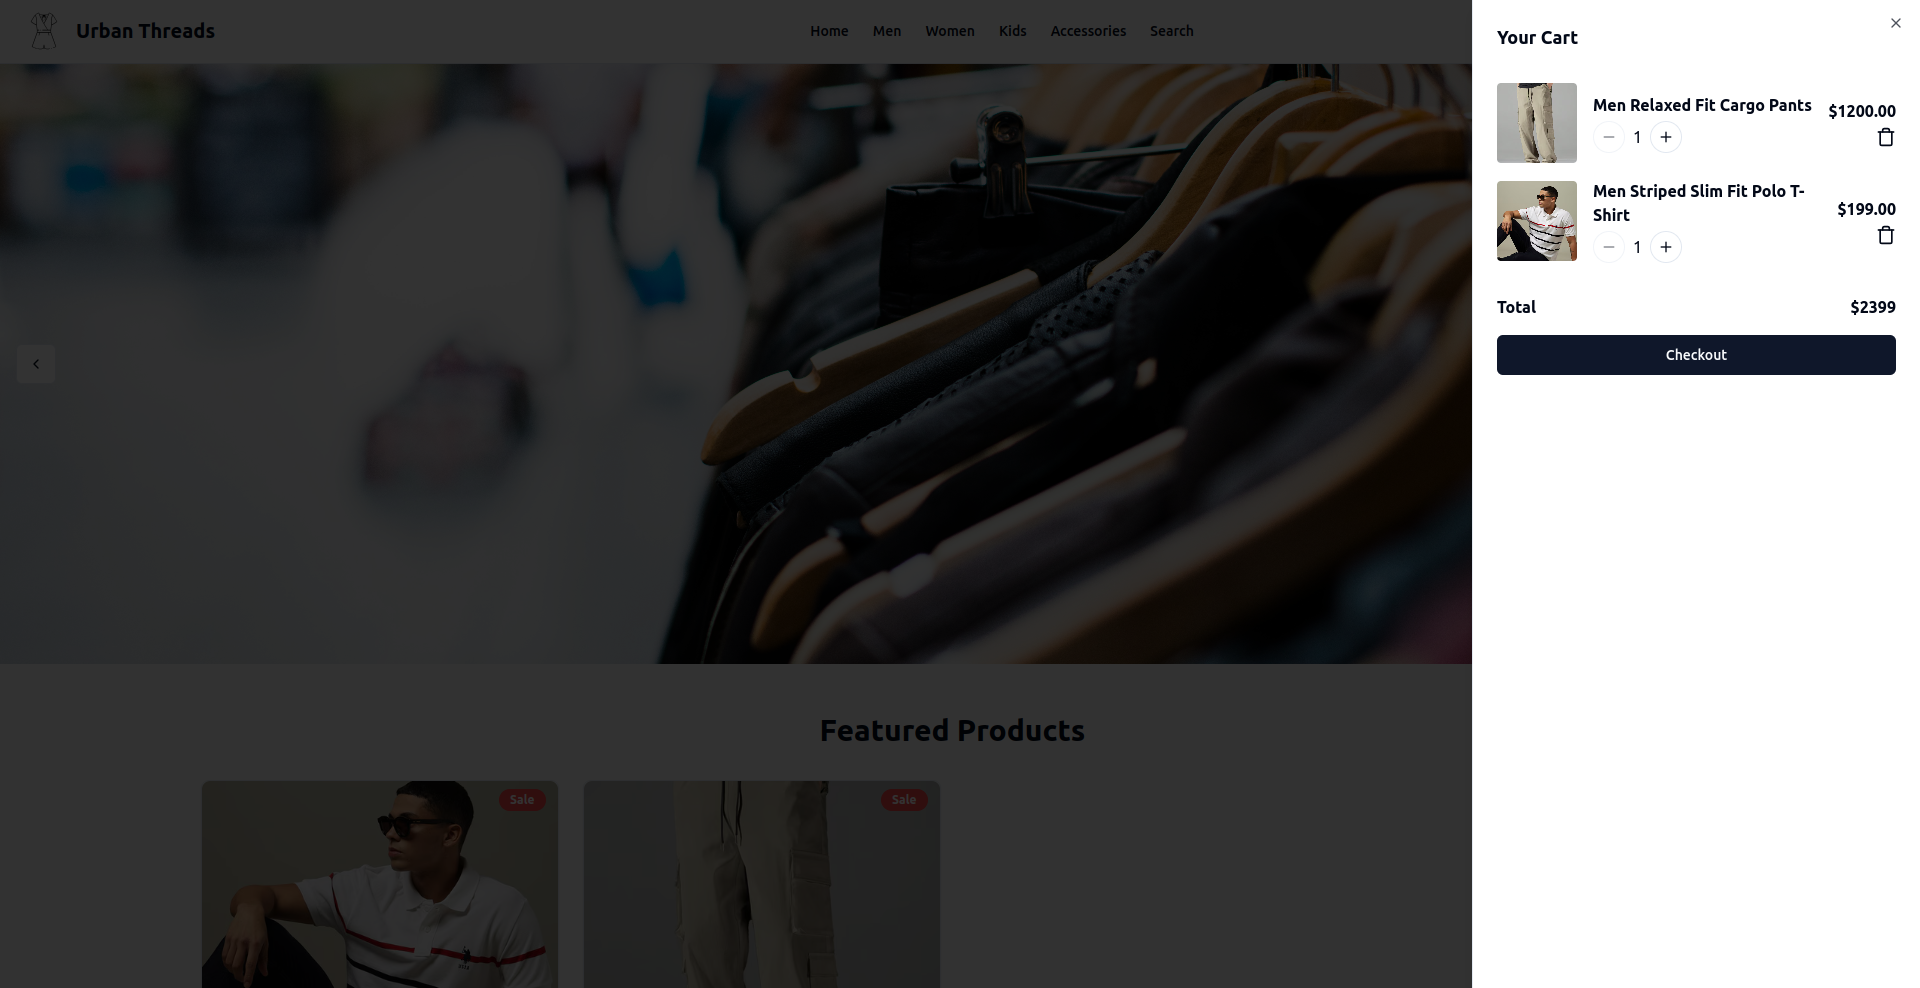 Urban Threads
Home Men Women Kids Accessories Search
Your Cart
Men Relaxed Fit Cargo Pants
$1200.00
1
Men Striped Slim Fit Polo T-
Shirt
$199.00
1
Total $2399
Checkout
Featured Products
Sale
Sale